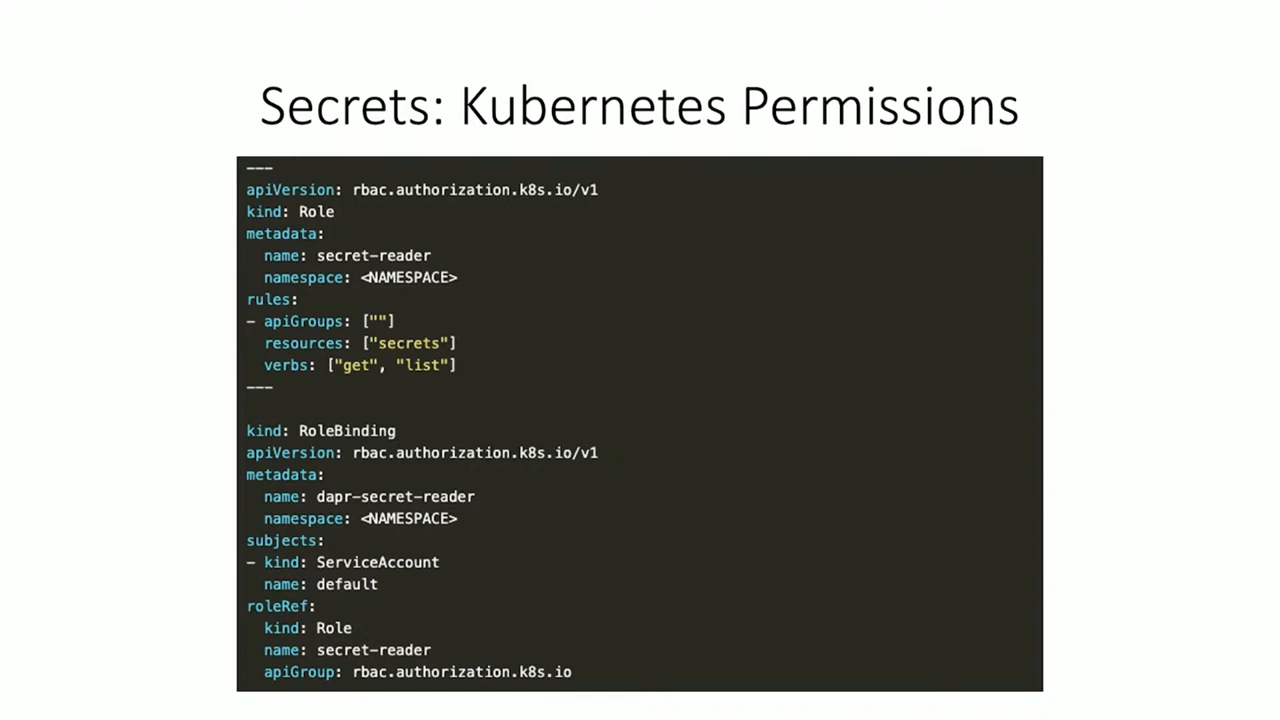 Secrets: Kubernetes Permissions
---
apiVersion: rbac.authorization.k8s.io/v1
kind: Role
metadata:
  name: secret-reader
  namespace: <NAMESPACE>
rules:
- apiGroups: [""]
  resources: ["secrets"]
  verbs: ["get", "list"]
---
kind: RoleBinding
apiVersion: rbac.authorization.k8s.io/v1
metadata:
  name: dapr-secret-reader
  namespace: <NAMESPACE>
subjects:
- kind: ServiceAccount
  name: default
roleRef:
  kind: Role
  name: secret-reader
  apiGroup: rbac.authorization.k8s.io